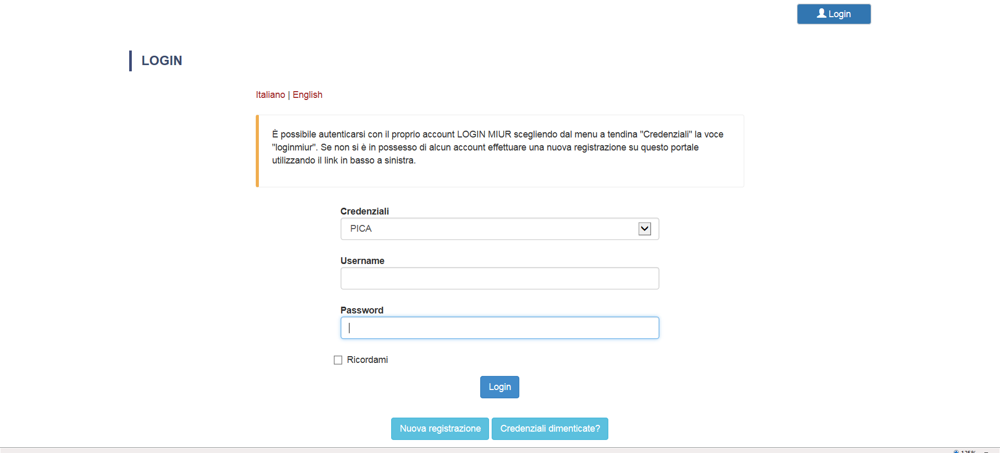 Login
LOGIN
Italiano | English
È possibile autenticarsi con il proprio account LOGIN MIUR scegliendo dal menu a tendina "Credenziali" la voce
"loginmiur". Se non si è in possesso di alcun account effettuare una nuova registrazione su questo portale
utilizzando il link in basso a sinistra.
Credenziali
PICA
Username
Password
Ricordami
Login
Nuova registrazione
Credenziali dimenticate?